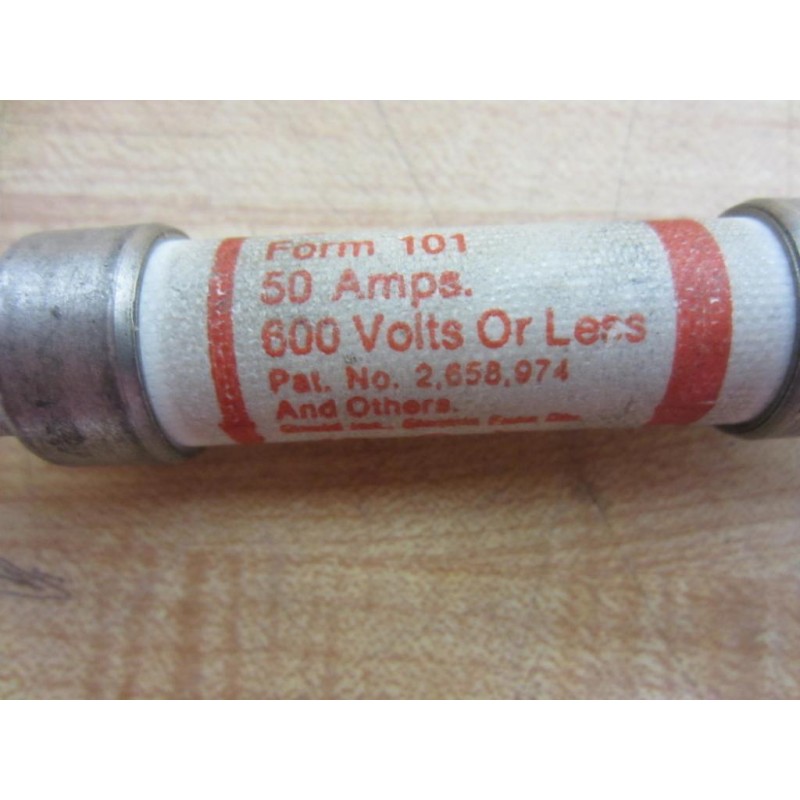 Form 101
50 Amps.
600 Volts Or Less
Pat. No. 2,658,974
And Others.